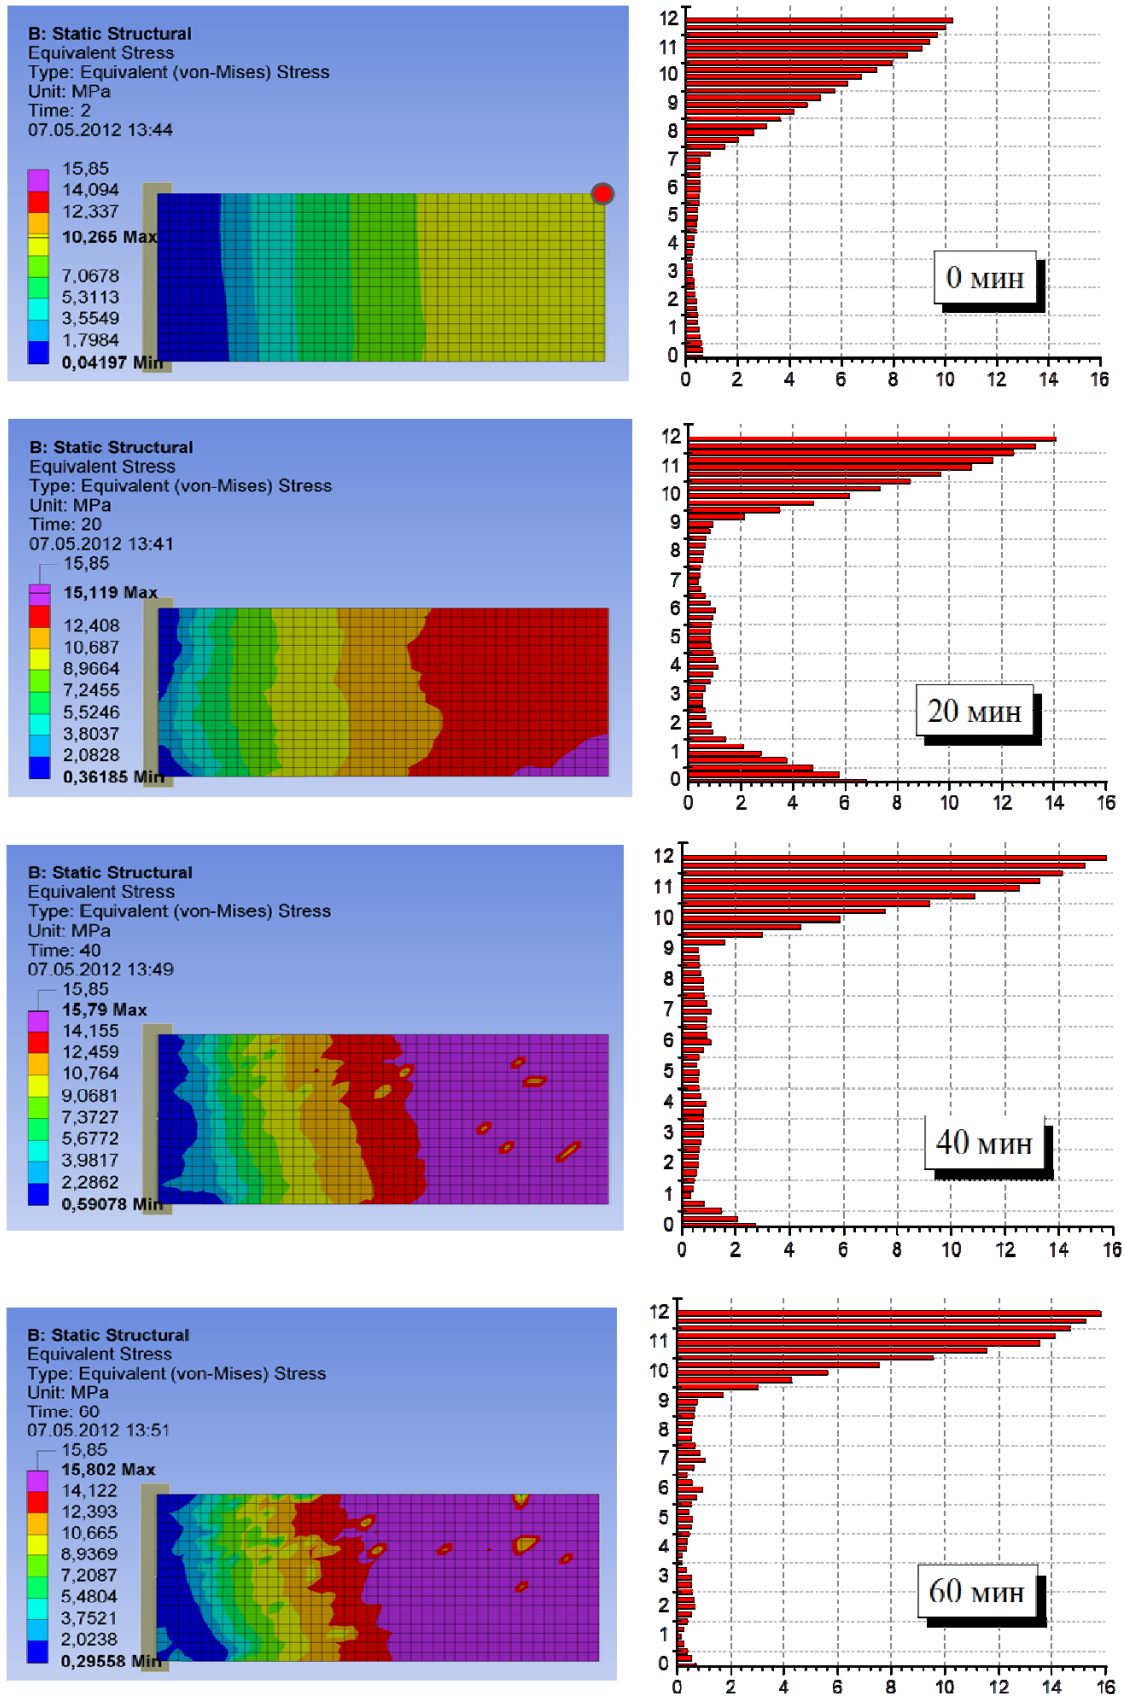 B: Static Structural
Equivalent Stress
Type: Equivalent (von-Mises) Stress
Unit: MPa
Time: 2
07.05.2012 13:44
15,85
14,094
12,337
10,265 Max
7,0678
5,3113
3,5549
1,7984
0,04197 Min
12
11
10
9
8
7
6
5
4
3
2
1
0
0 2 4 6 8 10 12 14 16
0 мин
B: Static Structural
Equivalent Stress
Type: Equivalent (von-Mises) Stress
Unit: MPa
Time: 20
07.05.2012 13:41
15,85
15,119 Max
12,408
10,687
8,9664
7,2455
5,5246
3,8037
2,0828
0,36185 Min
12
11
10
9
8
7
6
5
4
3
2
1
0
0 2 4 6 8 10 12 14 16
20 мин
B: Static Structural
Equivalent Stress
Type: Equivalent (von-Mises) Stress
Unit: MPa
Time: 40
07.05.2012 13:49
15,85
15,79 Max
14,155
12,459
10,764
9,0681
7,3727
5,6772
3,9817
2,2862
0,59078 Min
12
11
10
9
8
7
6
5
4
3
2
1
0
0 2 4 6 8 10 12 14 16
40 мин
B: Static Structural
Equivalent Stress
Type: Equivalent (von-Mises) Stress
Unit: MPa
Time: 60
07.05.2012 13:51
15,85
15,802 Max
14,122
12,393
10,665
8,9369
7,2087
5,4804
3,7521
2,0238
0,29558 Min
12
11
10
9
8
7
6
5
4
3
2
1
0
0 2 4 6 8 10 12 14 16
60 мин